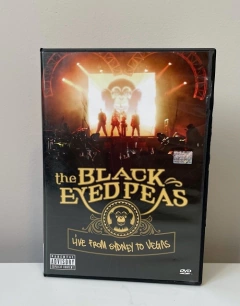 the BLACK
EYED PEAS
LIVE FROM SYDNEY TO VEGAS
PARENTAL
ADVISORY
EXPLICIT CONTENT
DVD